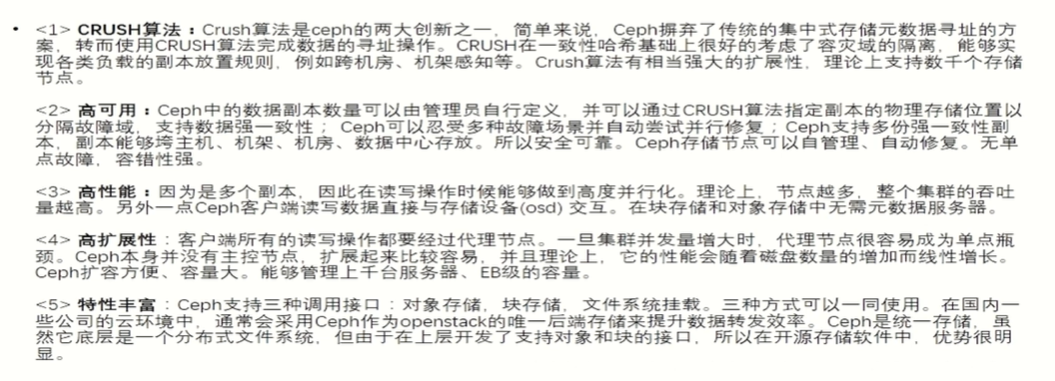 • <1> CRUSH算法：Crush算法是ceph的两大创新之一，简单来说，Ceph摒弃了传统的集中式存储元数据寻址的方
案，转而使用CRUSH算法完成数据的寻址操作。CRUSH在一致性哈希基础上很好的考虑了容灾域的隔离，能够实
现各类负载的副本放置规则，例如跨机房、机架感知等。Crush算法有相当强大的扩展性，理论上支持数千个存储
节点。
<2> 高可用：Ceph中的数据副本数量可以由管理员自行定义，并可以通过CRUSH算法指定副本的物理存储位置以
分隔故障域，支持数据强一致性； Ceph可以忍受多种故障场景并自动尝试并行修复；Ceph支持多份强一致性副
本，副本能够垮主机、机架、机房、数据中心存放。所以安全可靠。Ceph存储节点可以自管理、自动修复。无单
点故障，容错性强。
<3> 高性能：因为是多个副本，因此在读写操作时候能够做到高度并行化。理论上，节点越多，整个集群的吞吐
量越高。另外一点Ceph客户端读写数据直接与存储设备(osd) 交互。在块存储和对象存储中无需元数据服务器。
<4> 高扩展性：客户端所有的读写操作都要经过代理节点。一旦集群并发量增大时，代理节点很容易成为单点瓶
颈。Ceph本身并没有主控节点，扩展起来比较容易，并且理论上，它的性能会随着磁盘数量的增加而线性增长。
Ceph扩容方便、容量大。能够管理上千台服务器、EB级的容量。
<5> 特性丰富：Ceph支持三种调用接口：对象存储，块存储，文件系统挂载。三种方式可以一同使用。在国内一
些公司的云环境中，通常会采用Ceph作为openstack的唯一后端存储来提升数据转发效率。Ceph是统一存储，虽
然它底层是一个分布式文件系统，但由于在上层开发了支持对象和块的接口，所以在开源存储软件中，优势很明
显。